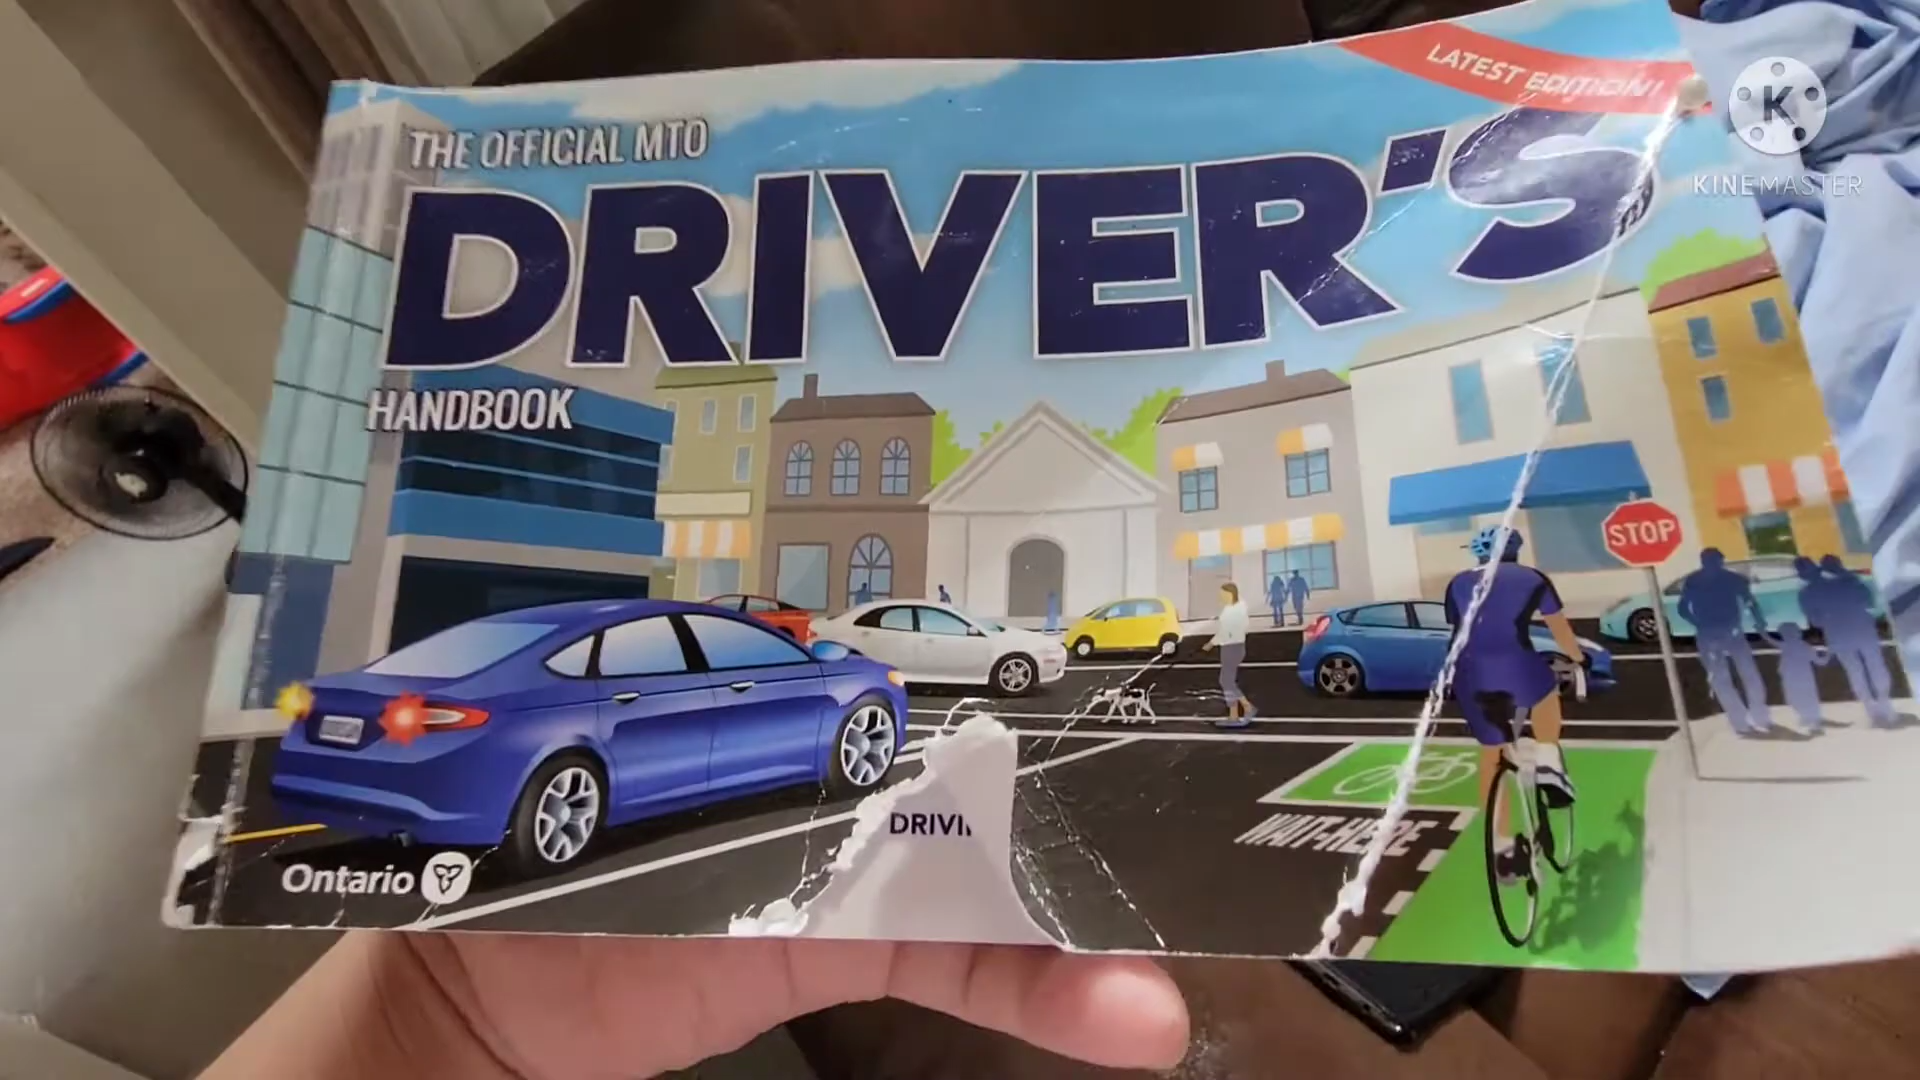 LATEST EDITION!
K
KINEMASTER
THE OFFICIAL MTO
DRIVER'S
HANDBOOK
STOP
DRIVI
WAIT-HERE
Ontario